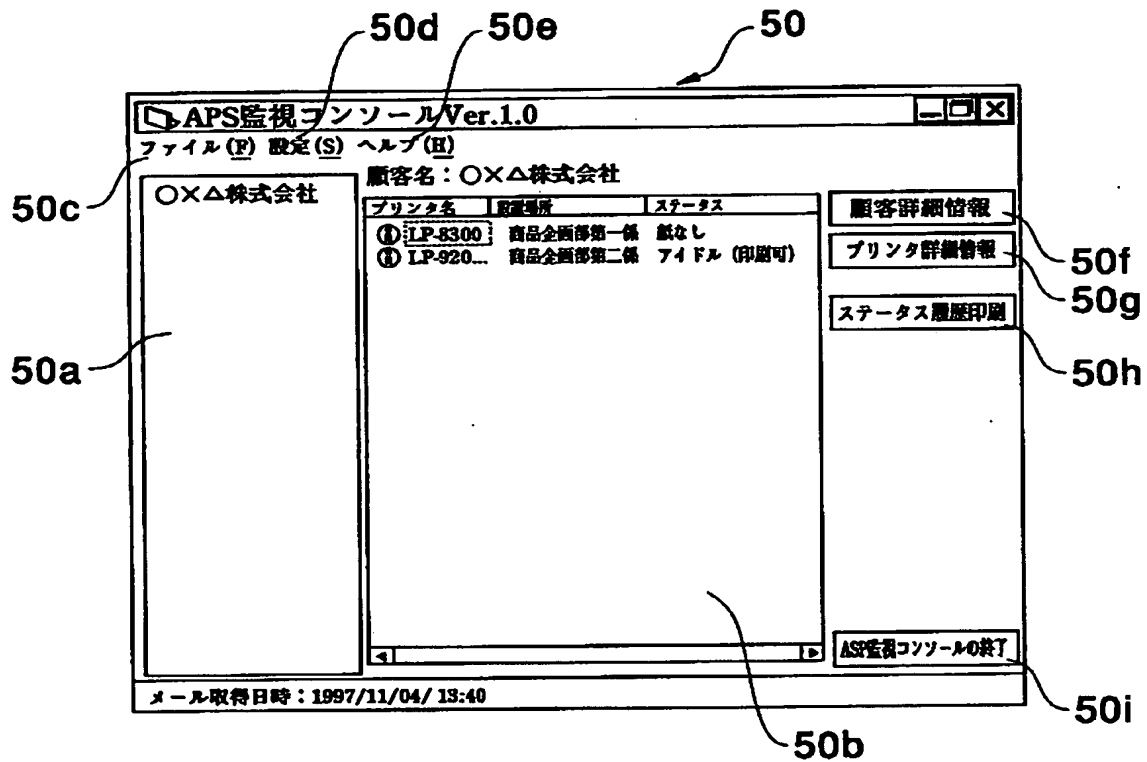 50d 50e 50
APS監視コンソールVer.1.0
ファイル(F) 設定(S) ヘルプ(H)
50c
○×△株式会社
顧客名：○×△株式会社
プリンタ名 設置場所 ステータス
LP-8300 商品企画部第一係 紙なし
LP-920... 商品企画部第二係 アイドル (印刷可)
顧客詳細情報
50f
プリンタ詳細情報
50g
ステータス履歴印刷
50h
50a
ASP監視コンソールの終了
50i
メール取得日時：1997/11/04/ 13:40
50b